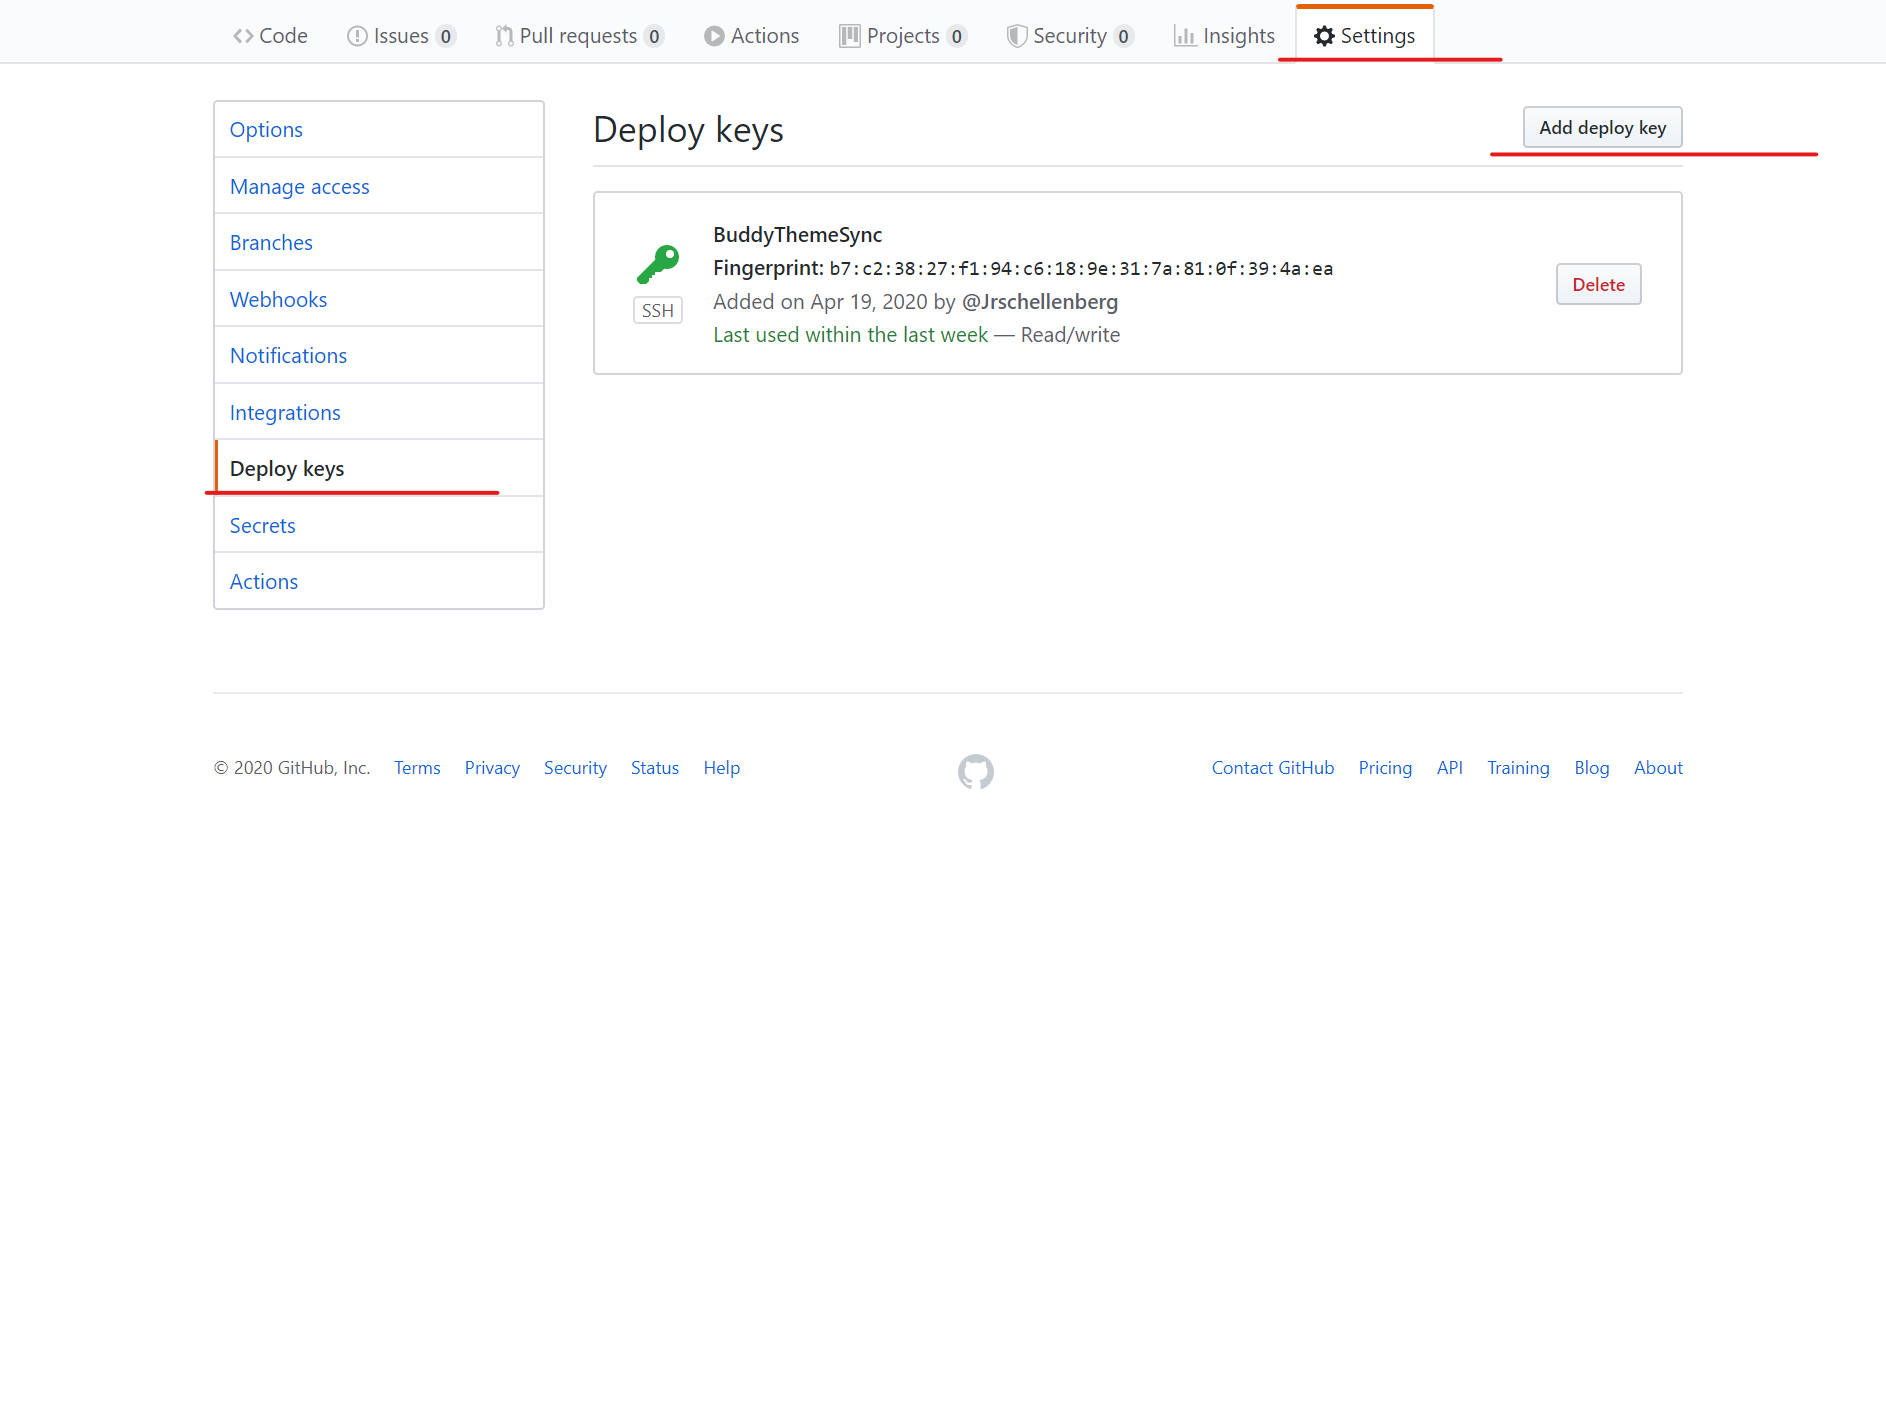 Code Issues 0 Pull requests 0 Actions Projects 0 Security 0 Insights Settings
Options
Manage access
Branches
Webhooks
Notifications
Integrations
Deploy keys
Secrets
Actions
Deploy keys
Add deploy key
BuddyThemeSync
Fingerprint: b7:c2:38:27:f1:94:c6:18:9e:31:7a:81:0f:39:4a:ea
Added on Apr 19, 2020 by @Jrschellenberg
Last used within the last week — Read/write
SSH
Delete
© 2020 GitHub, Inc. Terms Privacy Security Status Help Contact GitHub Pricing API Training Blog About